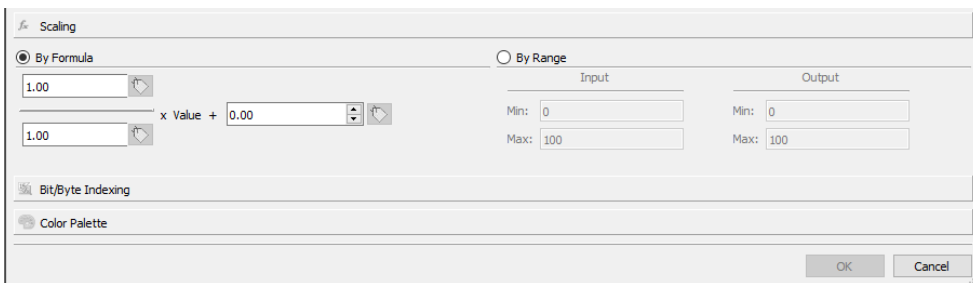 Scaling
By Formula
By Range
1.00
1.00
x Value + 0.00
Input
Output
Min: 0
Min: 0
Max: 100
Max: 100
Bit/Byte Indexing
Color Palette
OK
Cancel